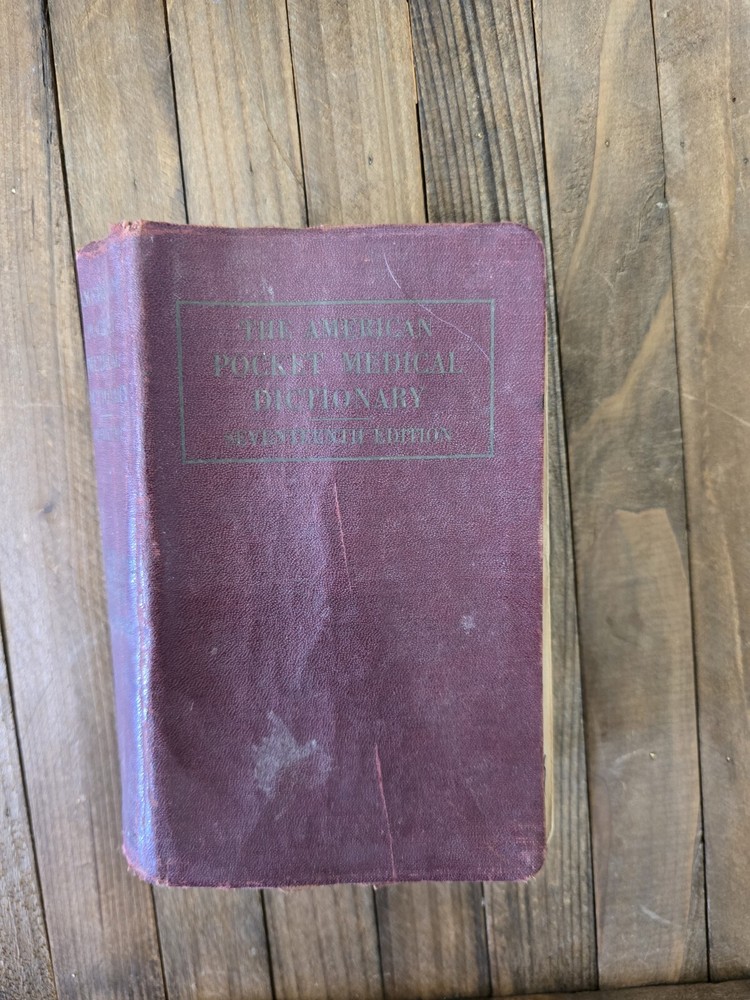 THE AMERICAN
POCKET MEDICAL
DICTIONARY
SEVENTEENTH EDITION